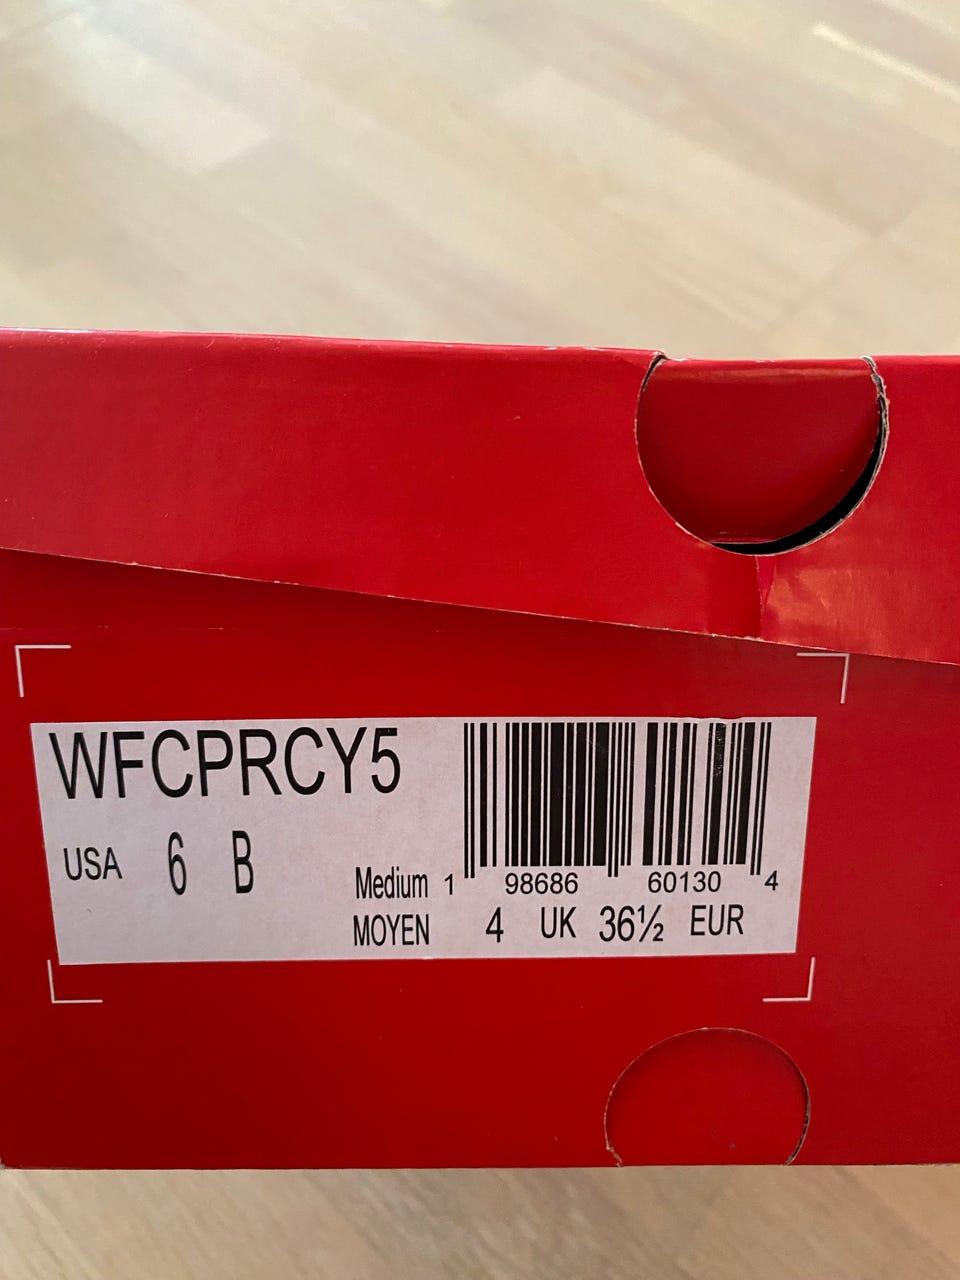 WFCPRCY5
USA 6 B
Medium 1 98686 60130 4
MOYEN 4 UK 36½ EUR